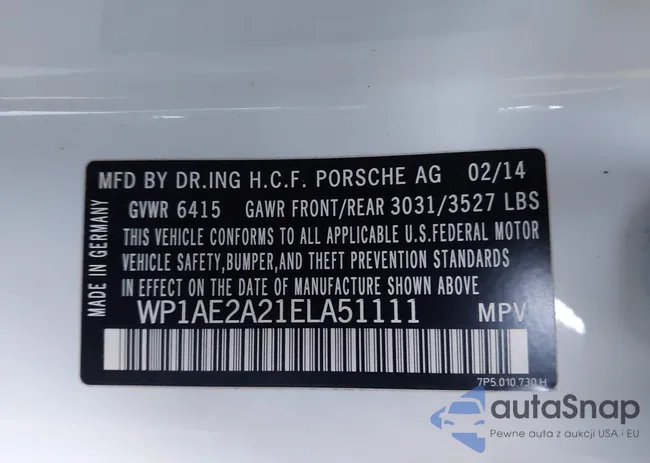 MFD BY DR.ING H.C.F. PORSCHE AG 02/14
GVWR 6415 GAWR FRONT/REAR 3031/3527 LBS
THIS VEHICLE CONFORMS TO ALL APPLICABLE U.S.FEDERAL MOTOR
VEHICLE SAFETY,BUMPER,AND THEFT PREVENTION STANDARDS
IN EFFECT ON THE DATE OF MANUFACTURE SHOWN ABOVE.
WP1AE2A21ELA51111 MPV
MADE IN GERMANY
7P5.010 730 H
autaSnap
Pewne auta z aukcji USA i EU